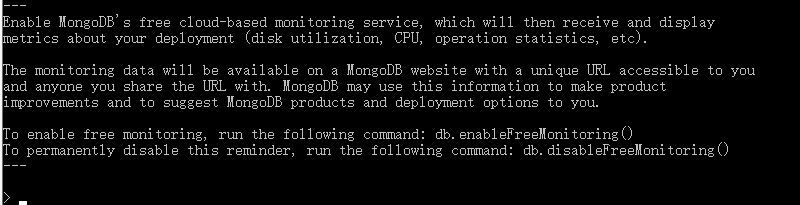 ---
Enable MongoDB's free cloud-based monitoring service, which will then receive and display
metrics about your deployment (disk utilization, CPU, operation statistics, etc).
The monitoring data will be available on a MongoDB website with a unique URL accessible to you
and anyone you share the URL with. MongoDB may use this information to make product
improvements and to suggest MongoDB products and deployment options to you.
To enable free monitoring, run the following command: db.enableFreeMonitoring()
To permanently disable this reminder, run the following command: db.disableFreeMonitoring()
---
>